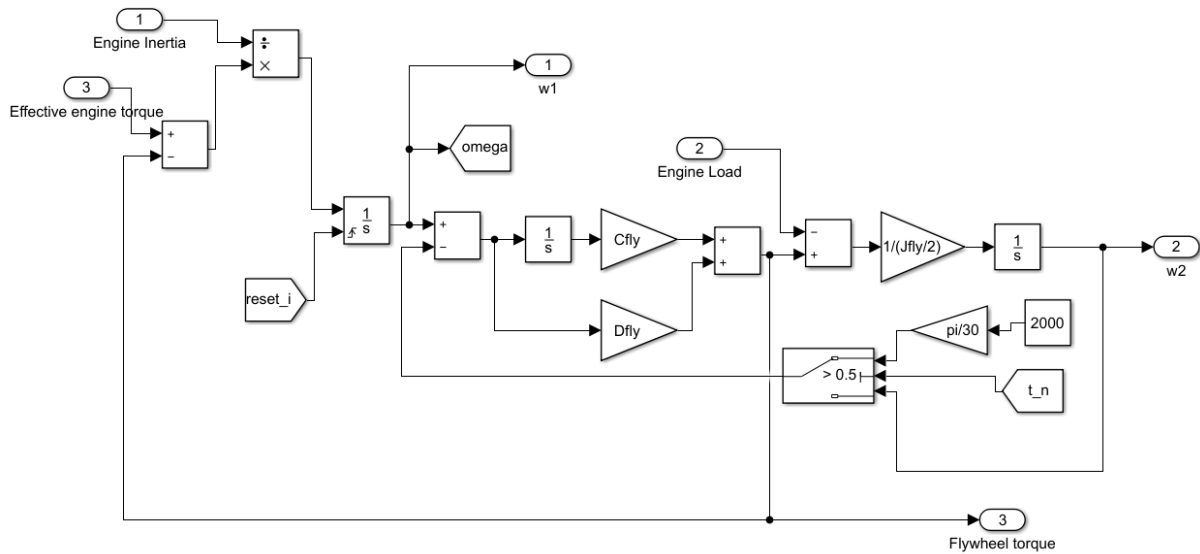 1
Engine Inertia
÷
×
3
Effective engine torque
+
−
1
w1
omega
2
Engine Load
1
s
reset_i
+
−
1
s
Cfly
Dfly
+
+
−
+
1/(Jfly/2)
1
s
2
w2
pi/30
2000
> 0.5
t_n
3
Flywheel torque